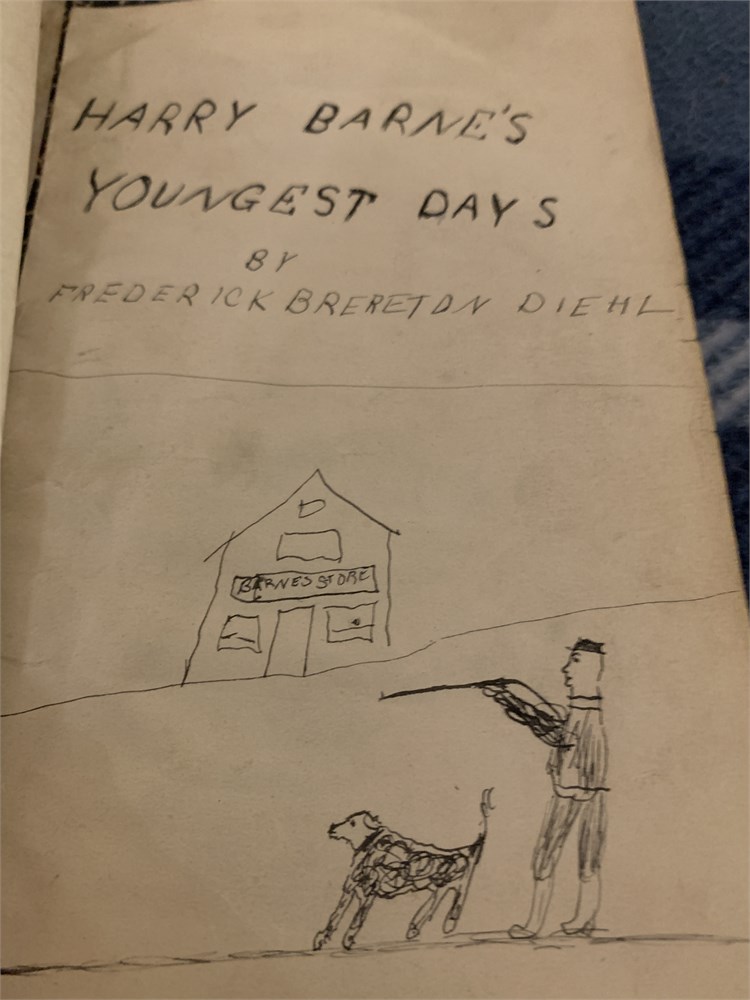 HARRY BARNE'S
YOUNGEST DAYS
BY
FREDERICK BRERETON DIEHL
BARNES STORE